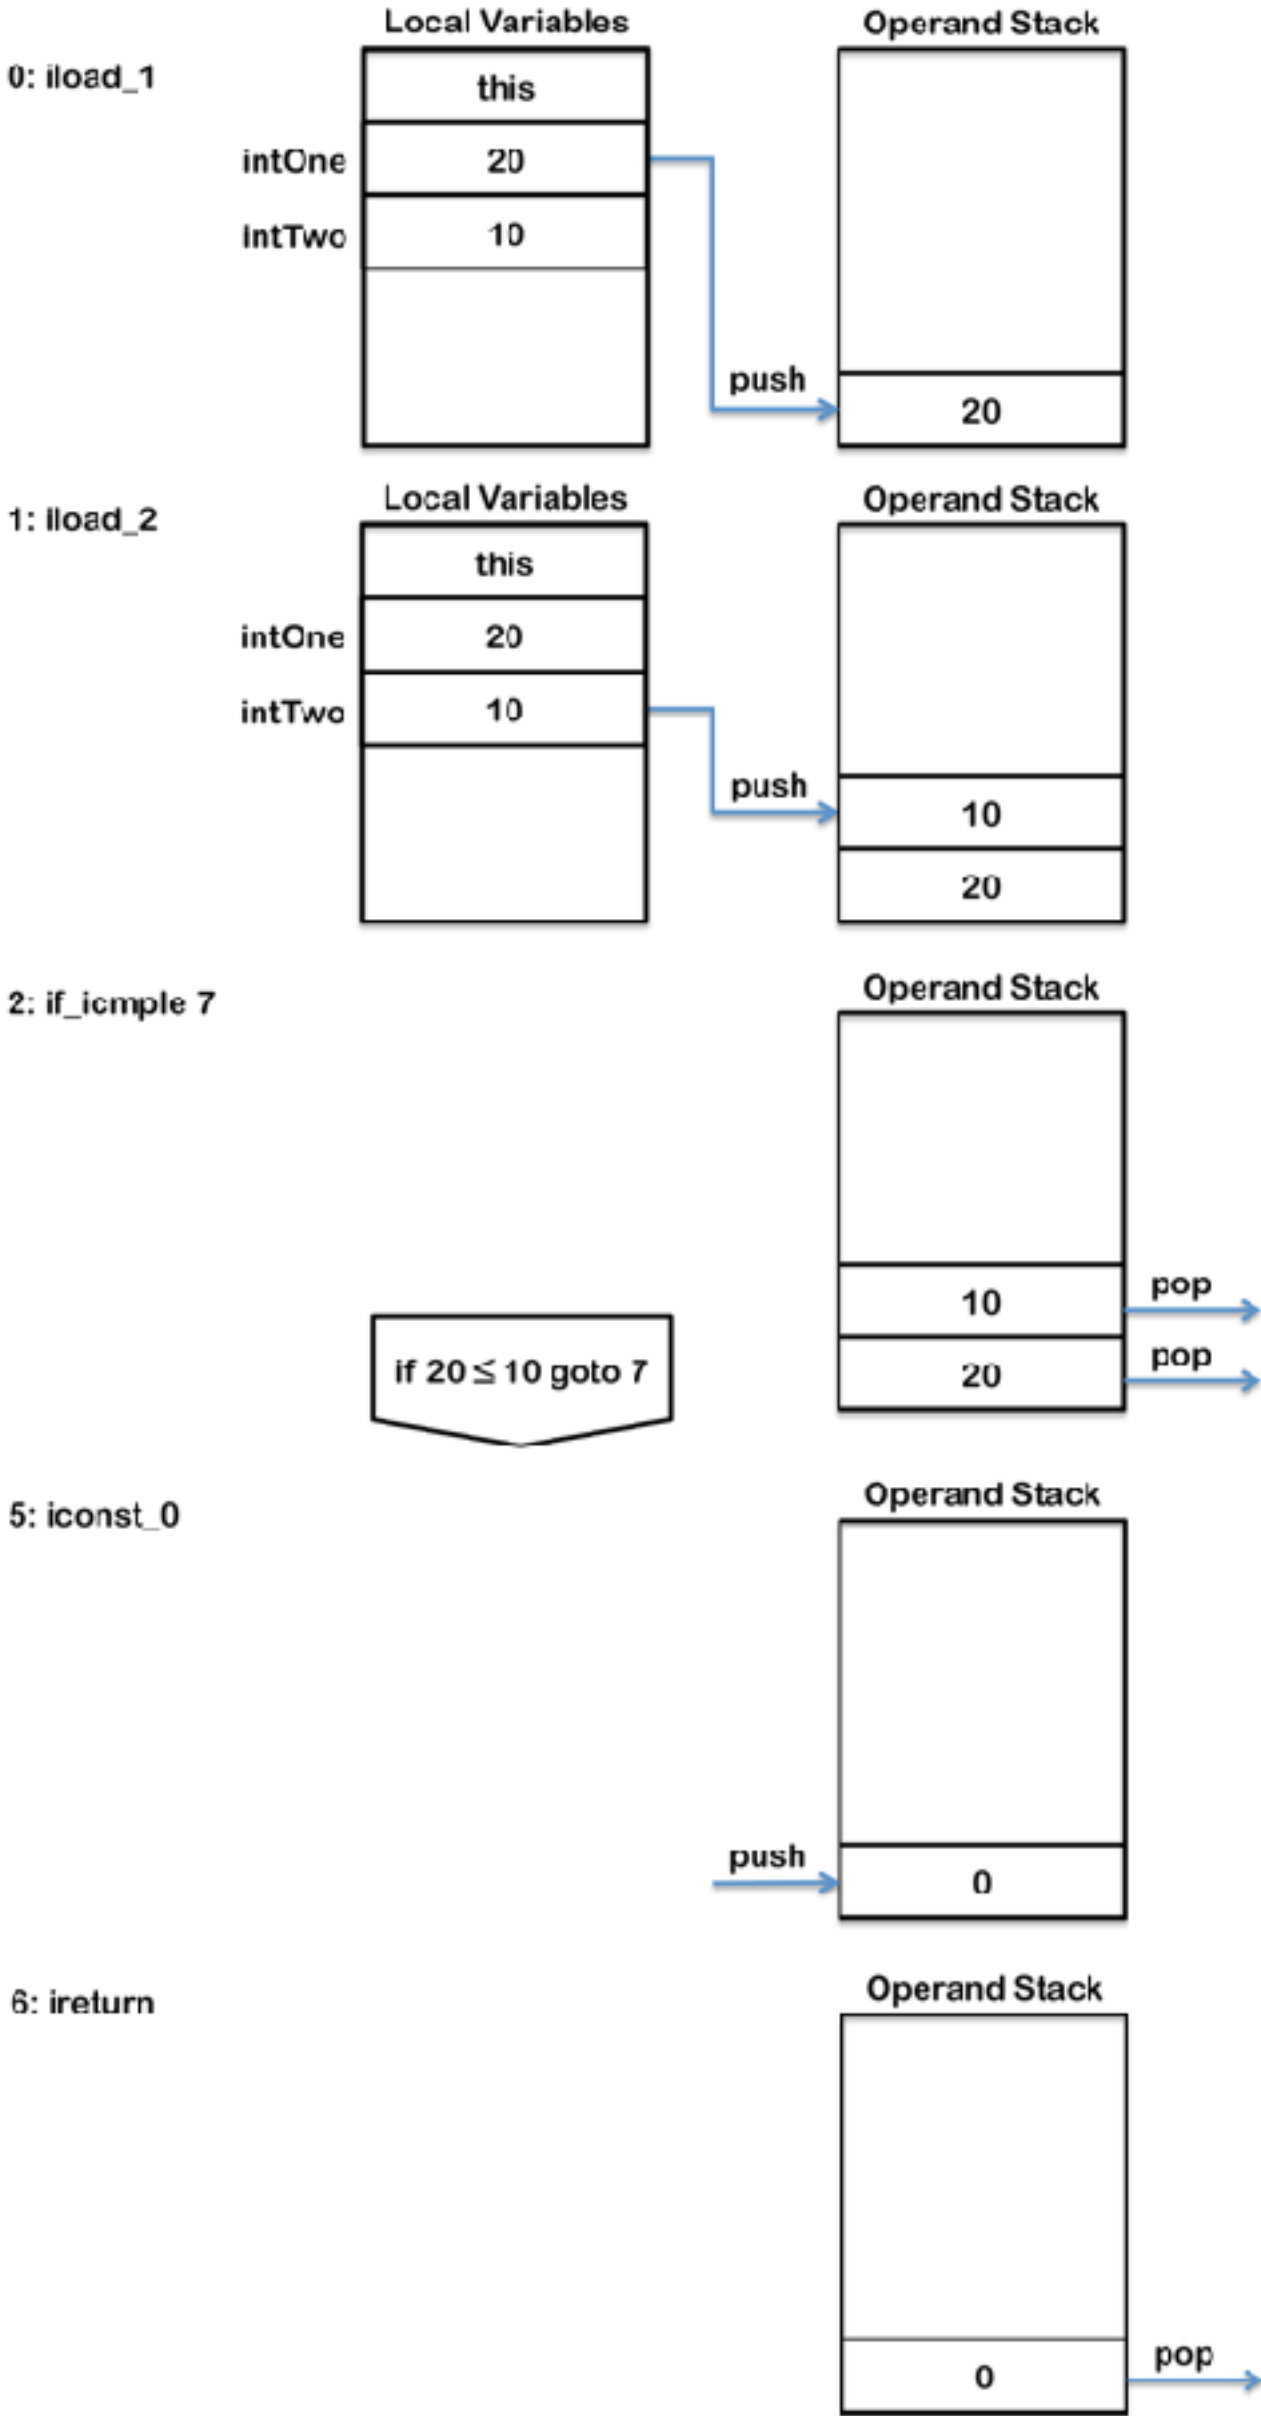 Local Variables
Operand Stack
0: iload_1
this
intOne
20
intTwo
10
push
20
Local Variables
Operand Stack
1: iload_2
this
intOne
20
intTwo
10
push
10
20
Operand Stack
2: if_icmple 7
10
pop
if 20 ≤ 10 goto 7
20
pop
Operand Stack
5: iconst_0
push
0
Operand Stack
6: ireturn
0
pop